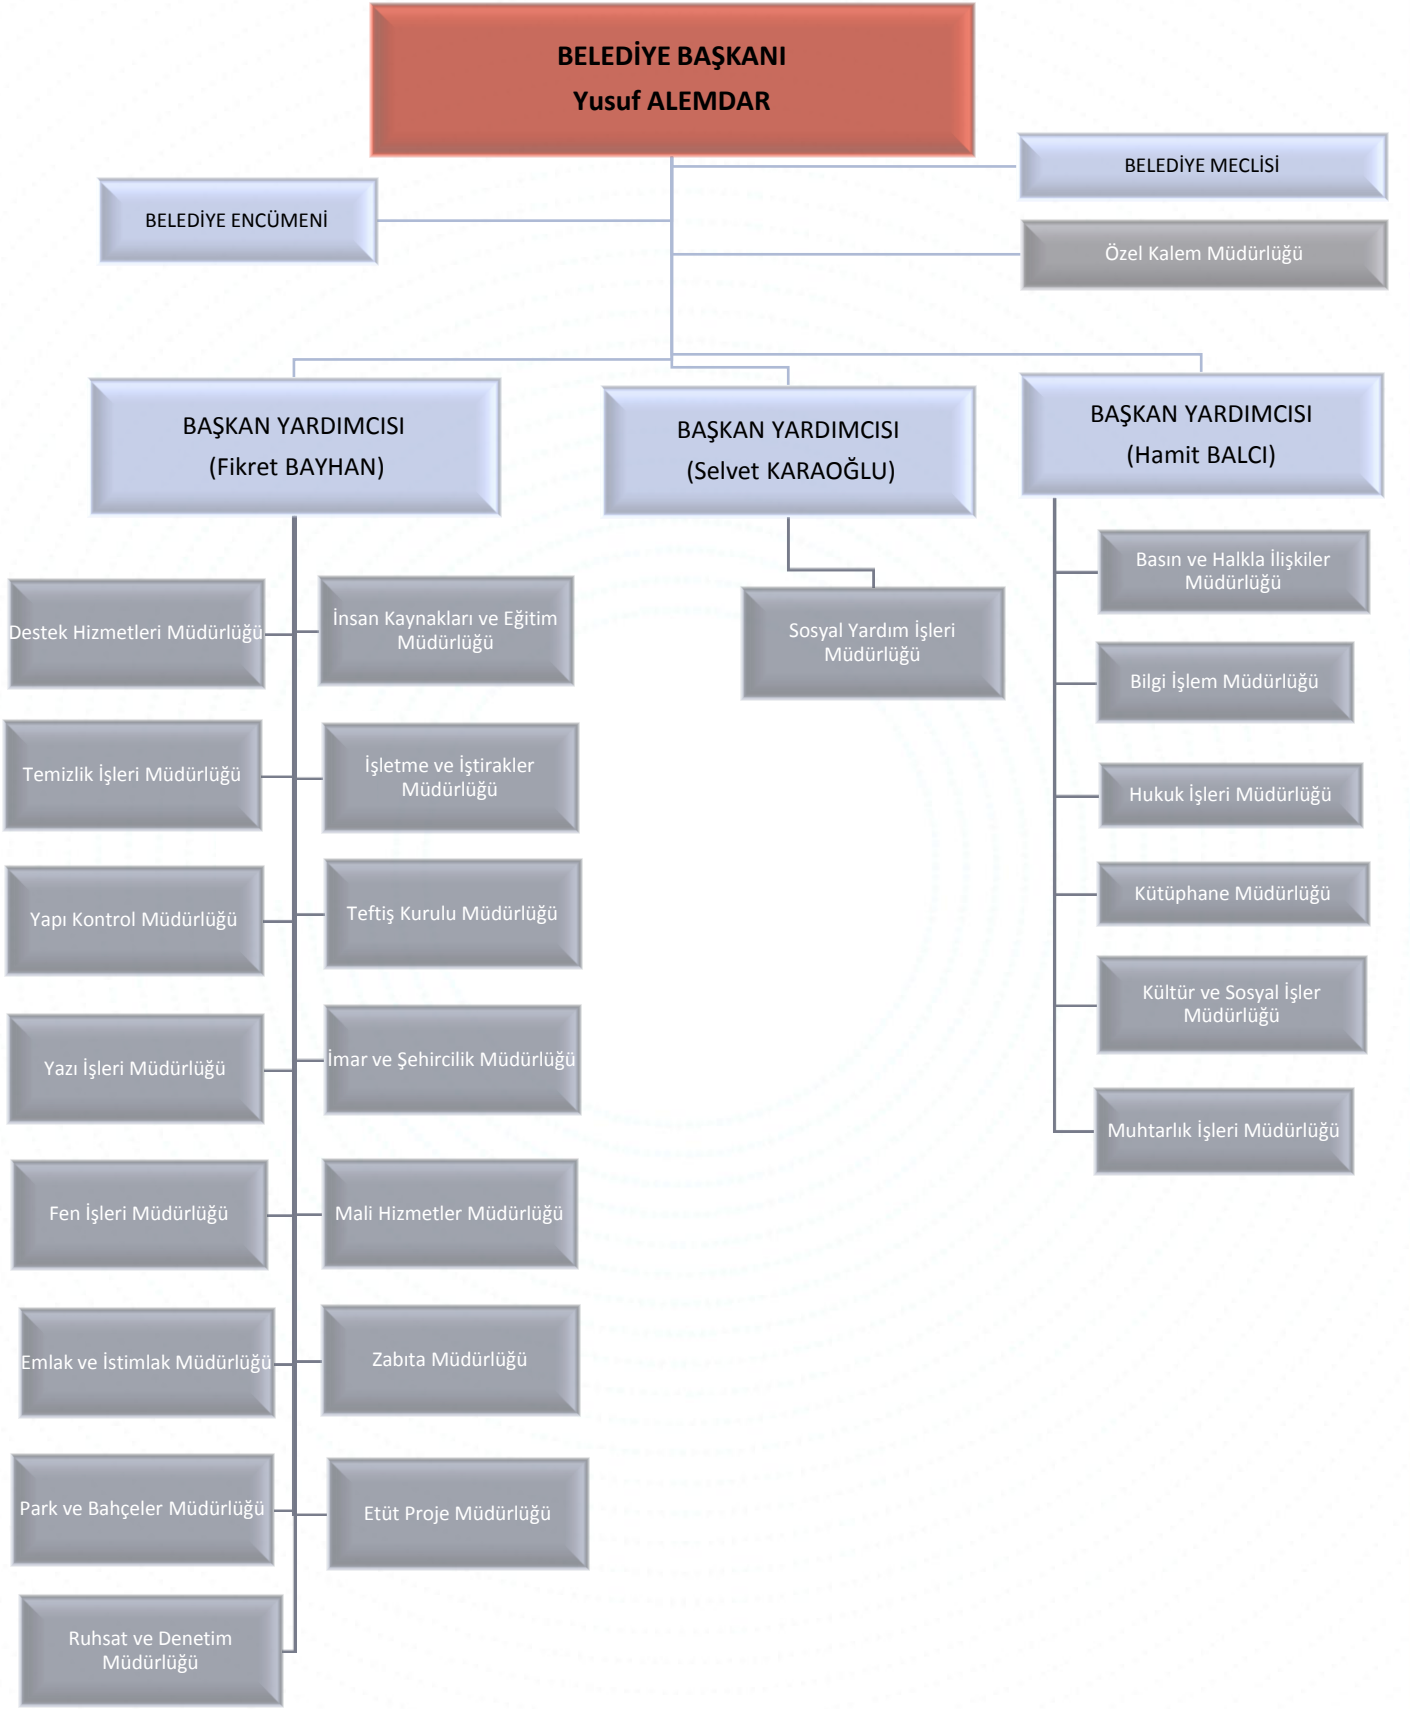 BELEDİYE BAŞKANI
Yusuf ALEMDAR
BELEDİYE MECLİSİ
BELEDİYE ENCÜMENİ
Özel Kalem Müdürlüğü
BAŞKAN YARDIMCISI
(Fikret BAYHAN)
BAŞKAN YARDIMCISI
(Selvet KARAOĞLU)
BAŞKAN YARDIMCISI
(Hamit BALCI)
Destek Hizmetleri Müdürlüğü
İnsan Kaynakları ve Eğitim
Müdürlüğü
Temizlik İşleri Müdürlüğü
İşletme ve İştirakler
Müdürlüğü
Yapı Kontrol Müdürlüğü
Teftiş Kurulu Müdürlüğü
Yazı İşleri Müdürlüğü
İmar ve Şehircilik Müdürlüğü
Fen İşleri Müdürlüğü
Mali Hizmetler Müdürlüğü
Emlak ve İstimlak Müdürlüğü
Zabıta Müdürlüğü
Park ve Bahçeler Müdürlüğü
Etüt Proje Müdürlüğü
Ruhsat ve Denetim
Müdürlüğü
Sosyal Yardım İşleri
Müdürlüğü
Basın ve Halkla İlişkiler
Müdürlüğü
Bilgi İşlem Müdürlüğü
Hukuk İşleri Müdürlüğü
Kütüphane Müdürlüğü
Kültür ve Sosyal İşler
Müdürlüğü
Muhtarlık İşleri Müdürlüğü